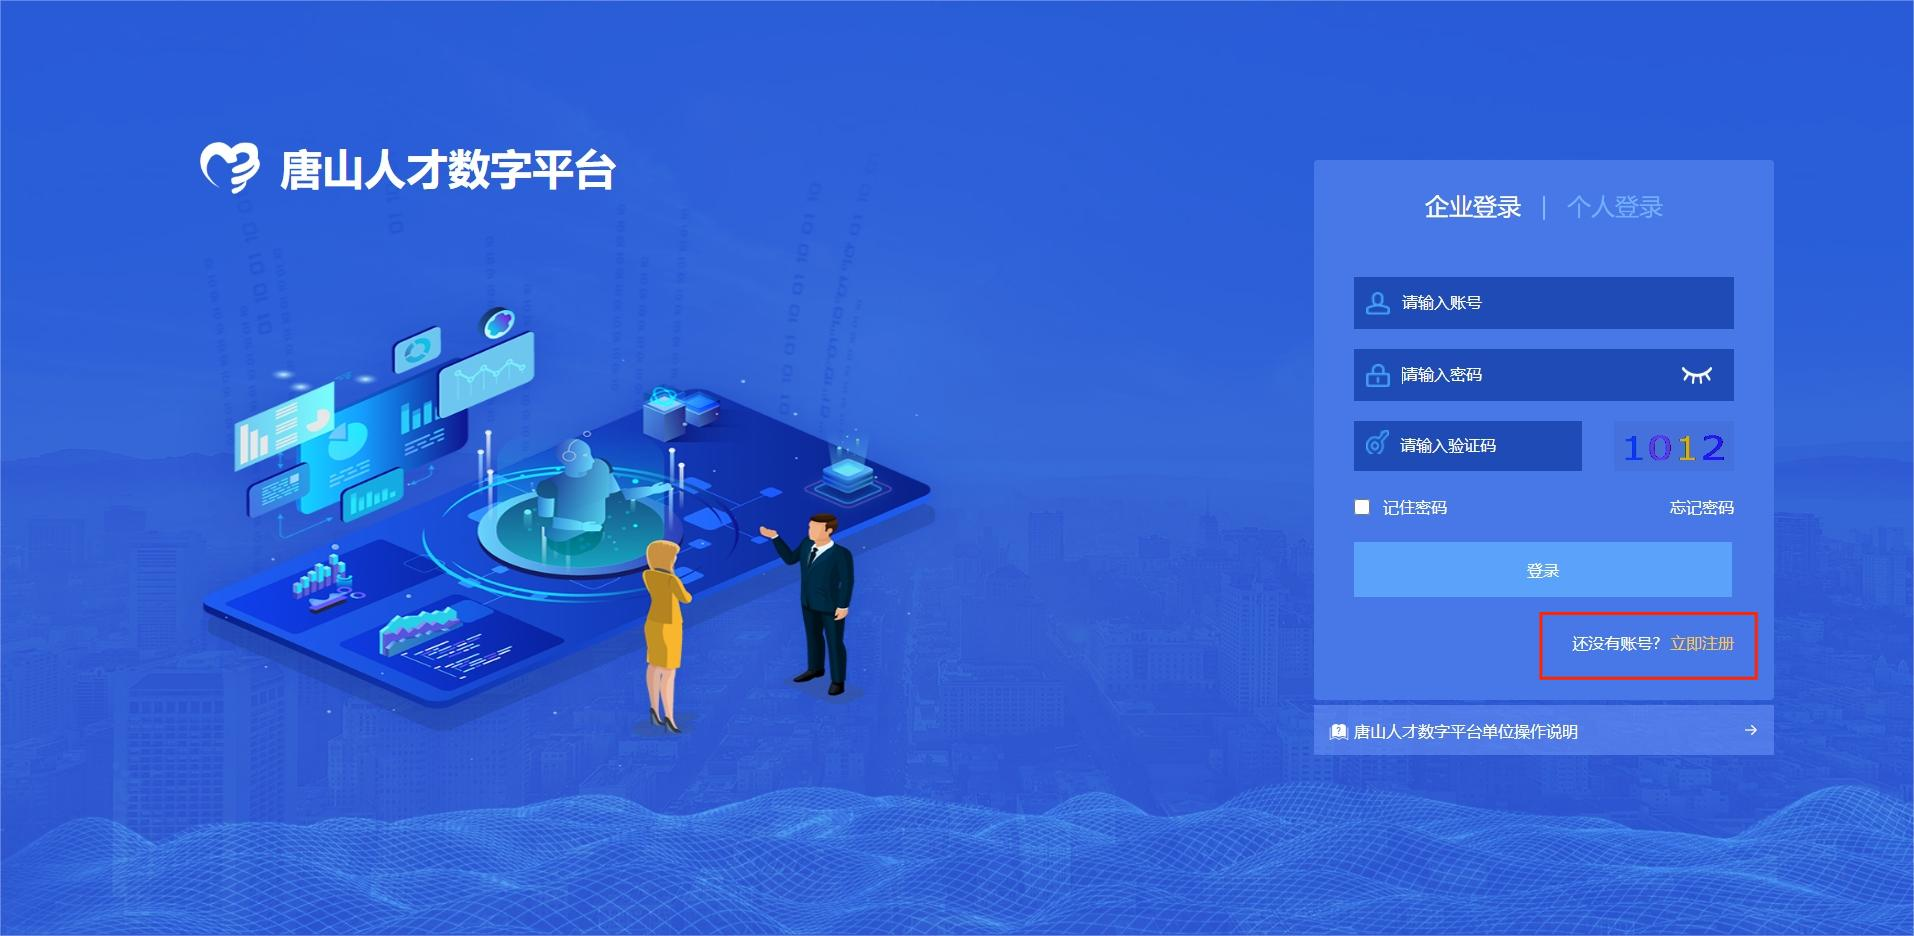 唐山人才数字平台
企业登录 | 个人登录
请输入账号
请输入密码
请输入验证码 1012
记住密码 忘记密码
登录
还没有账号? 立即注册
唐山人才数字平台单位操作说明